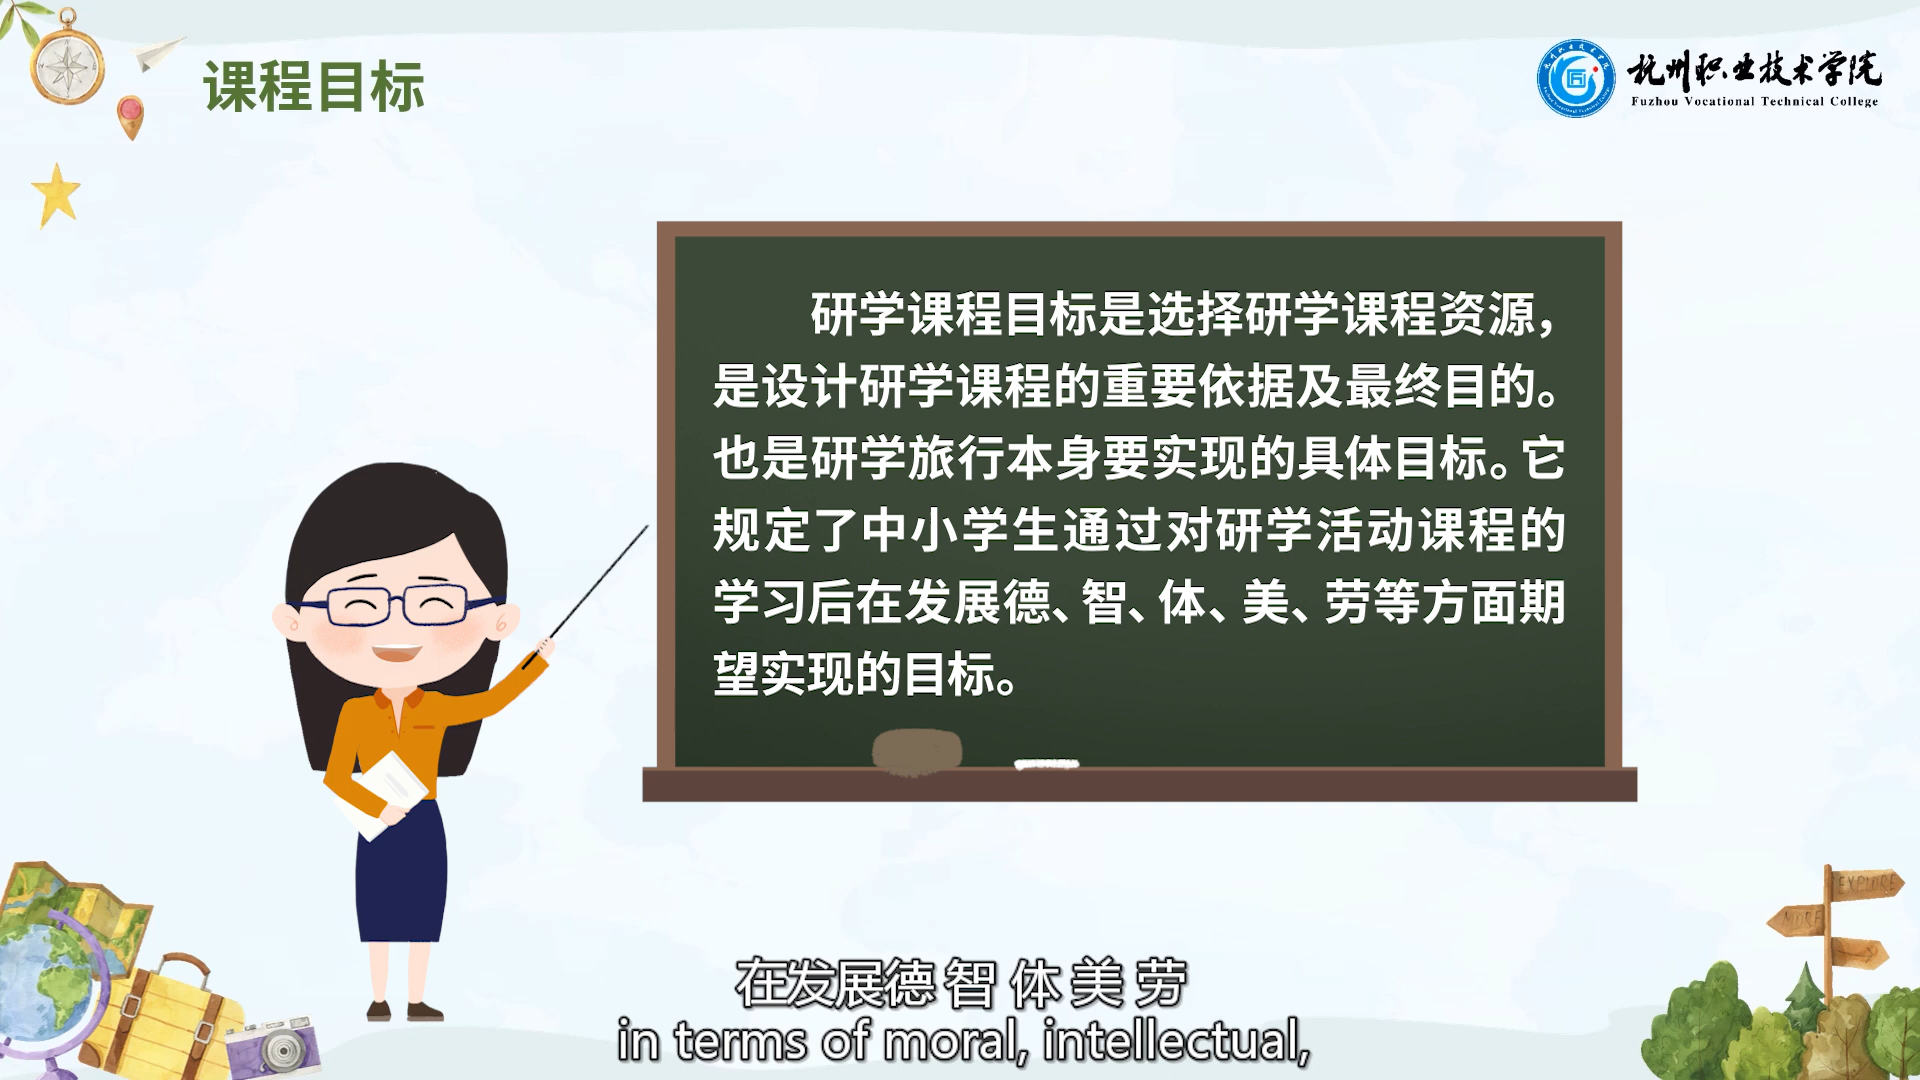 课程目标
抚州职业技术学院
Fuzhou Vocational Technical College
研学课程目标是选择研学课程资源，
是设计研学课程的重要依据及最终目的。
也是研学旅行本身要实现的具体目标。它
规定了中小学生通过对研学活动课程的
学习后在发展德、智、体、美、劳等方面期
望实现的目标。
EXPLORE
MORE
在发展德 智 体 美 劳
in terms of moral, intellectual,